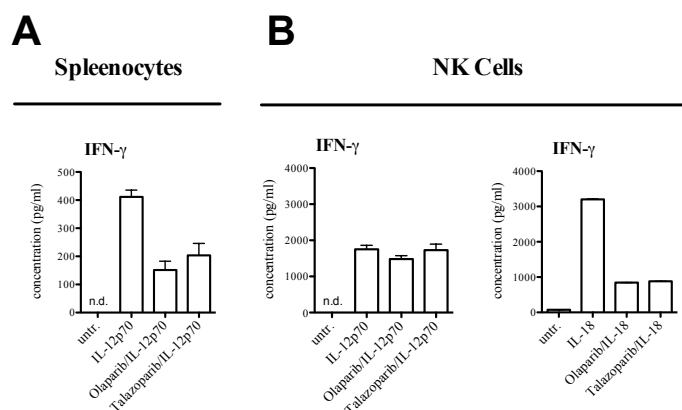 A
B
Spleenocytes
NK Cells
IFN-γ
concentration (pg/ml)
500
400
300
200
100
0
n.d.
untr.
IL-12p70
Olaparib/IL-12p70
Talazoparib/IL-12p70
IFN-γ
concentration (pg/ml)
4000
3000
2000
1000
0
n.d.
untr.
IL-12p70
Olaparib/IL-12p70
Talazoparib/IL-12p70
IFN-γ
concentration (pg/ml)
4000
3000
2000
1000
0
untr.
IL-18
Olaparib/IL-18
Talazoparib/IL-18